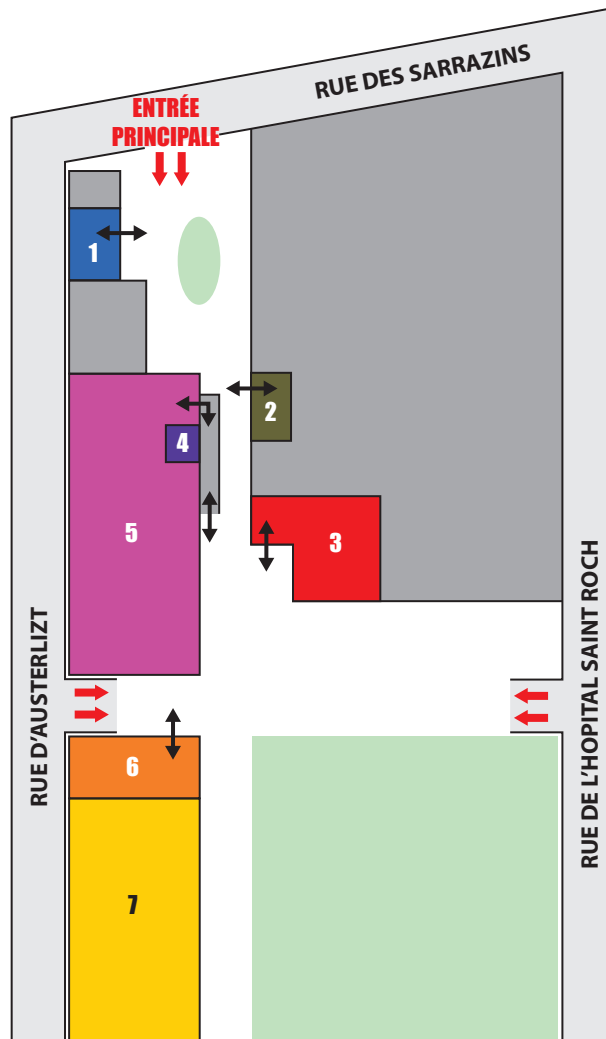 RUE DES SARRAZINS
ENTRÉE
PRINCIPALE
1
2
4
5
3
RUE D'AUSTERLIZT
RUE DE L'HOPITAL SAINT ROCH
6
7